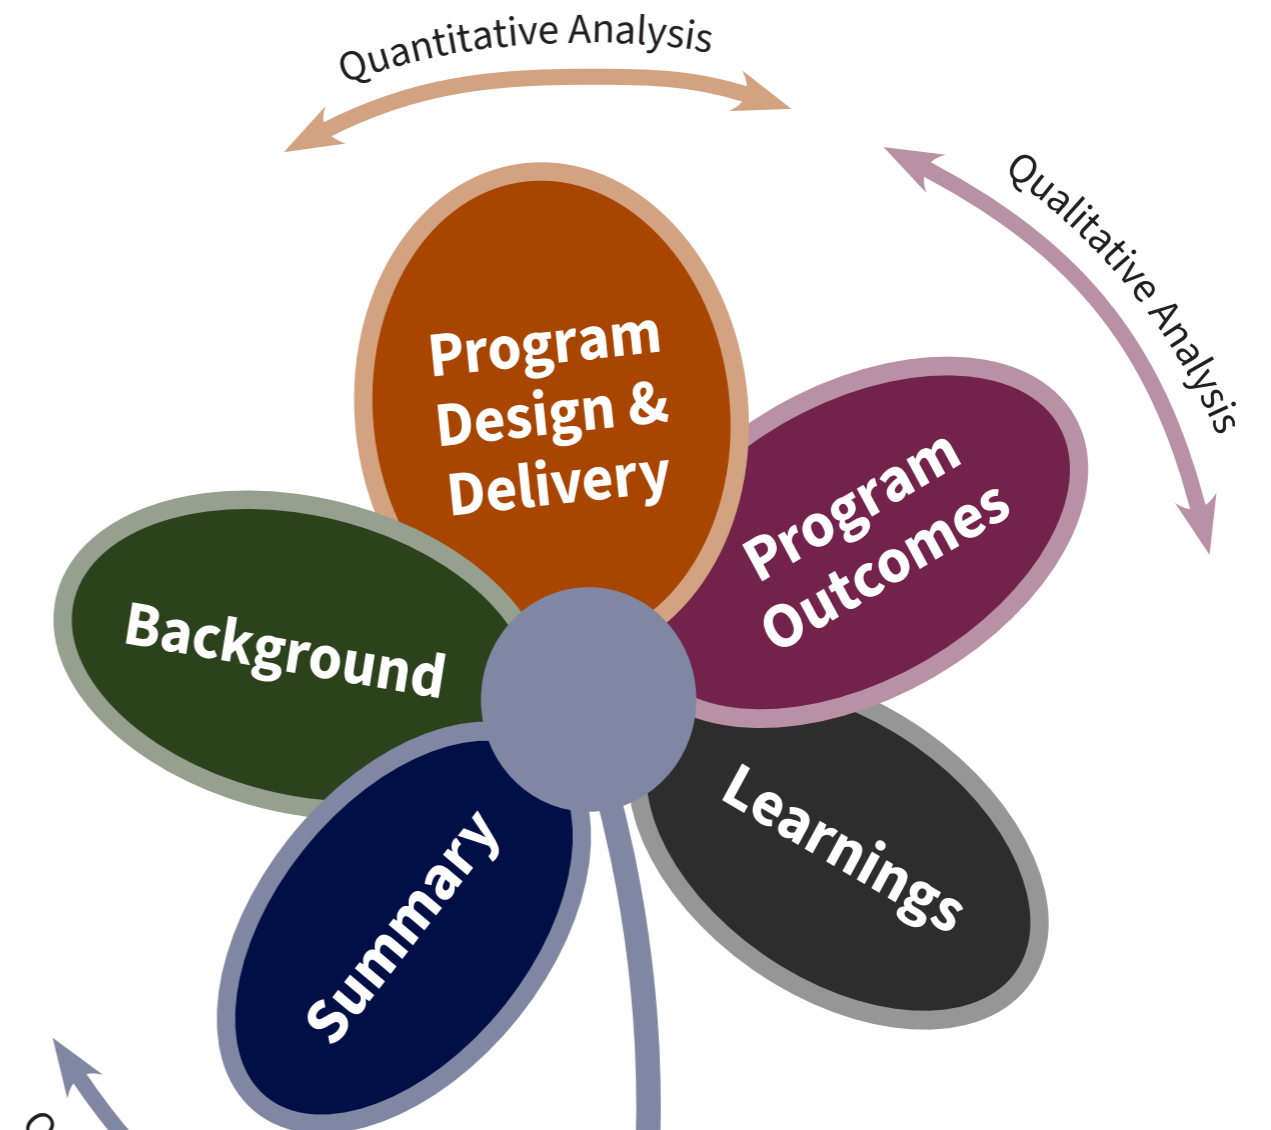 Quantitative Analysis
Qualitative Analysis
Program
Design &
Delivery
Program
Outcomes
Background
Learnings
Summary